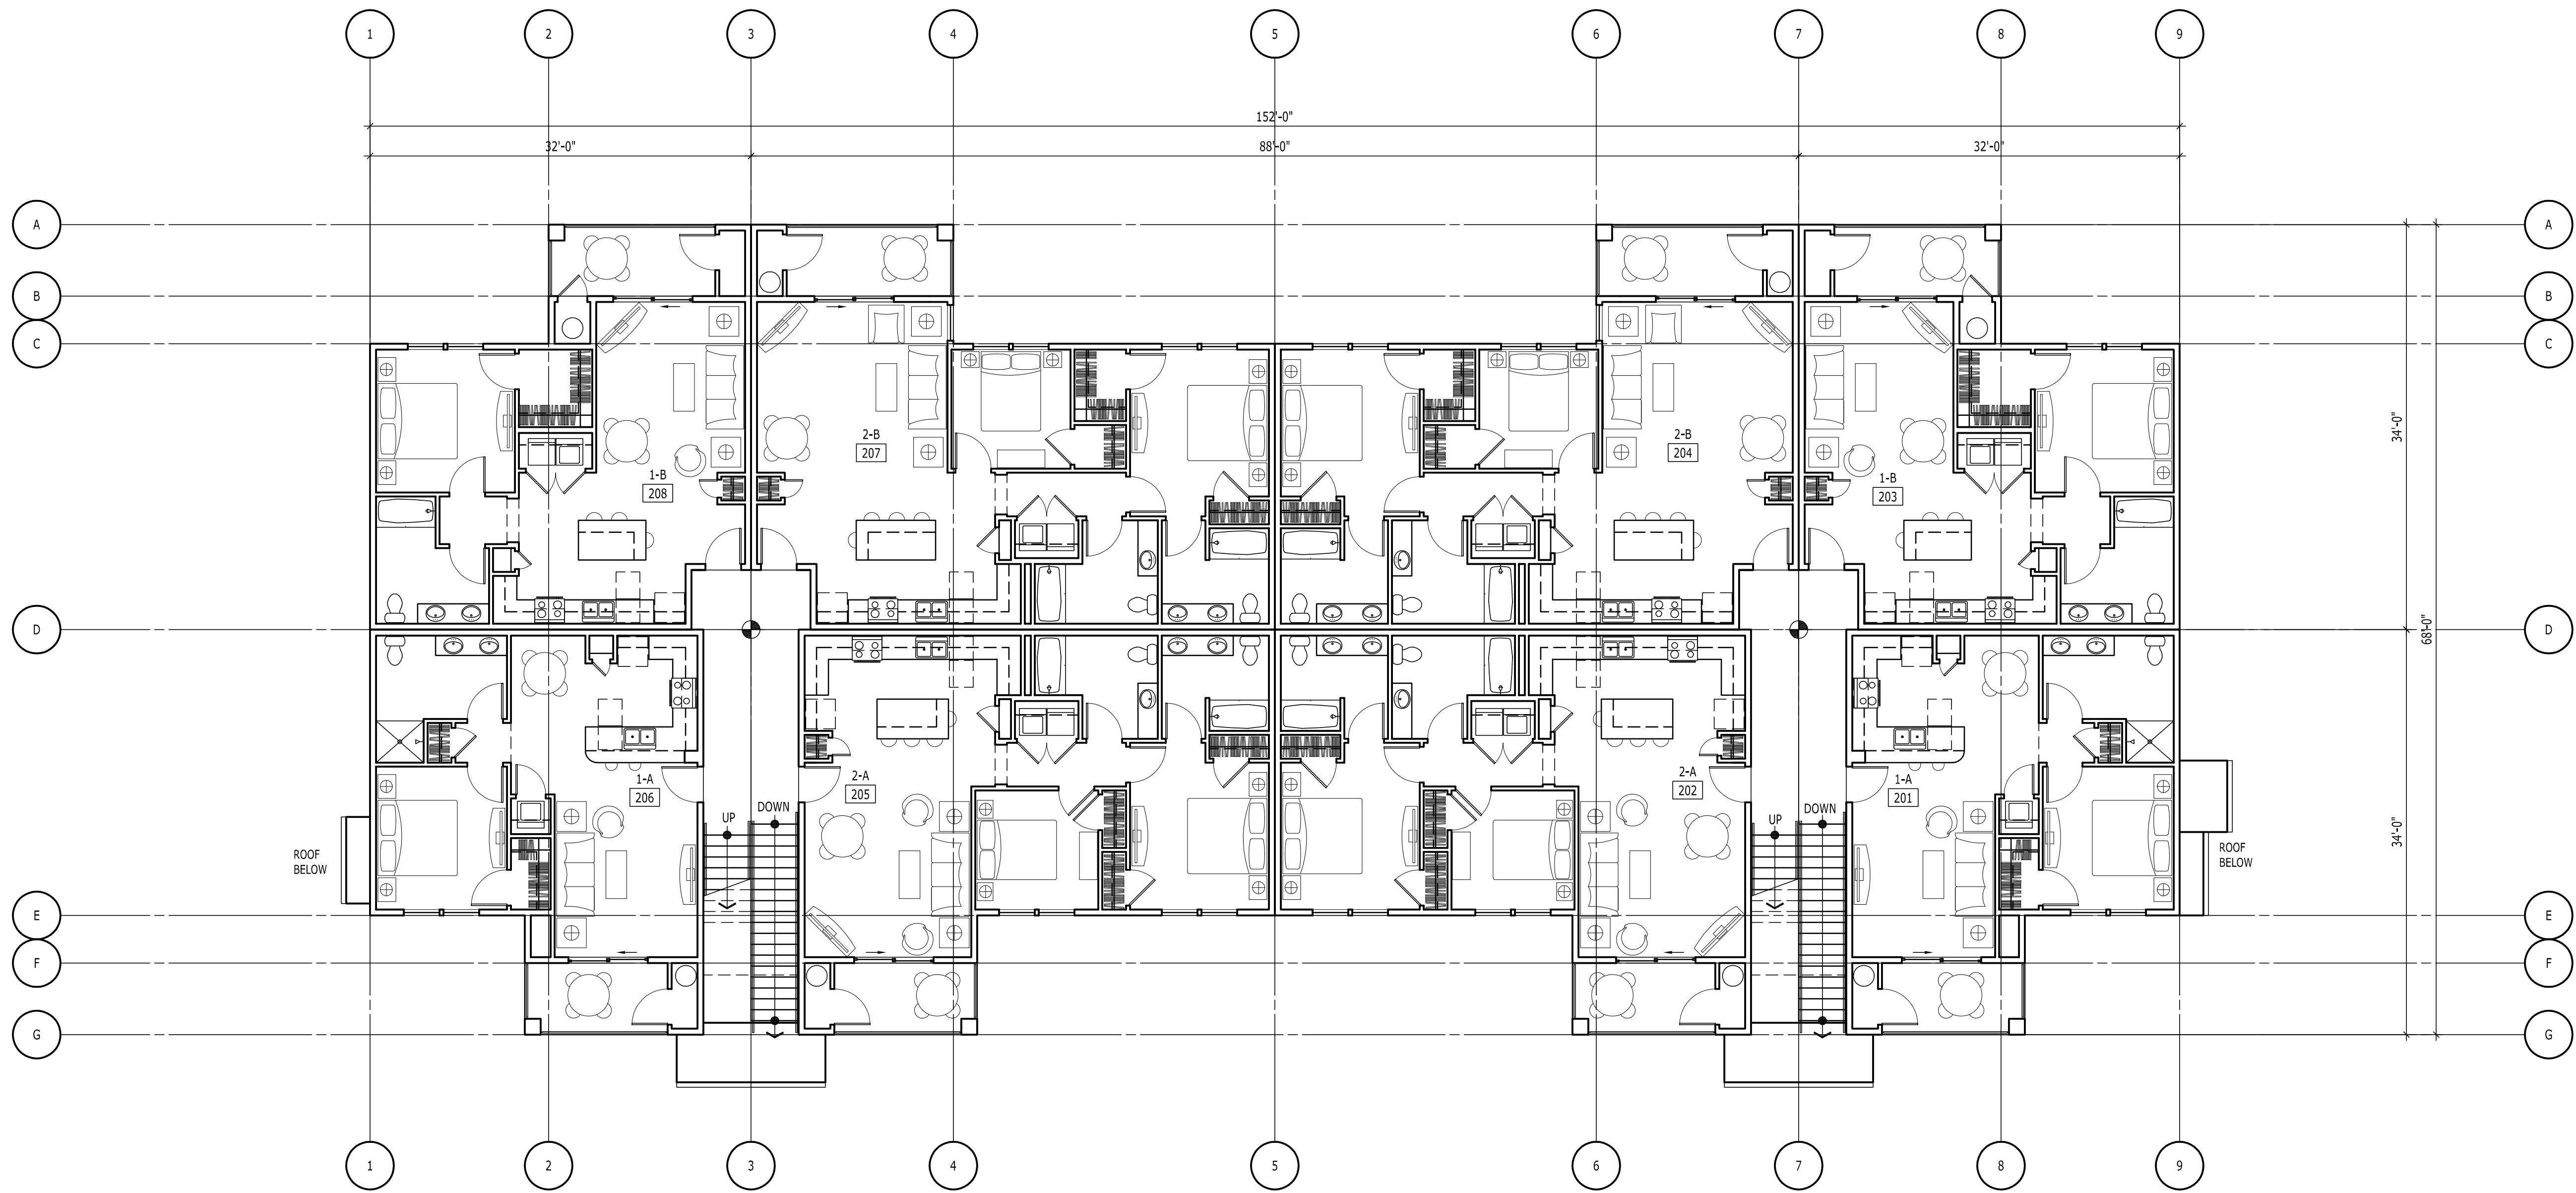 1 2 3 4 5 6 7 8 9
152'-0"
32'-0" 88'-0" 32'-0"
A A
B B
C C
34'-0"
2-B 2-B
207 204
1-B 1-B
208 203
D D
68'-0"
1-A 2-A 2-A 1-A
206 205 202 201
DOWN DOWN
UP UP
34'-0"
ROOF ROOF
BELOW BELOW
E E
F F
G G
1 2 3 4 5 6 7 8 9